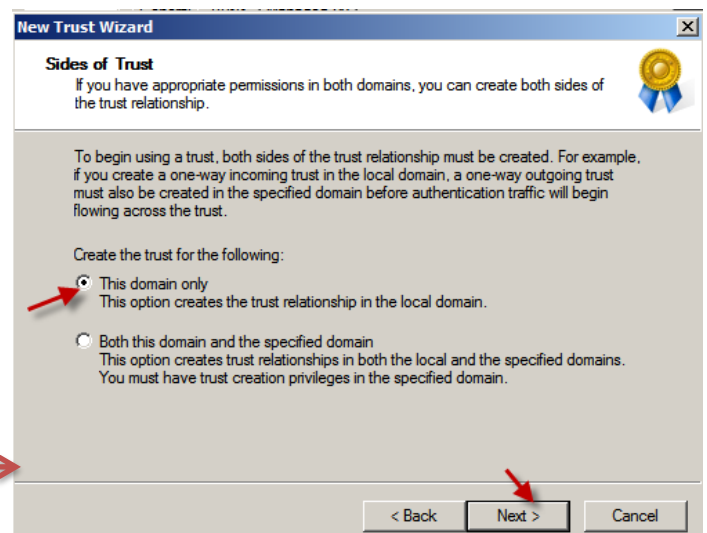 New Trust Wizard
Sides of Trust
If you have appropriate permissions in both domains, you can create both sides of
the trust relationship.
To begin using a trust, both sides of the trust relationship must be created. For example,
if you create a one-way incoming trust in the local domain, a one-way outgoing trust
must also be created in the specified domain before authentication traffic will begin
flowing across the trust.
Create the trust for the following:
This domain only
This option creates the trust relationship in the local domain.
Both this domain and the specified domain
This option creates trust relationships in both the local and the specified domains.
You must have trust creation privileges in the specified domain.
< Back Next > Cancel